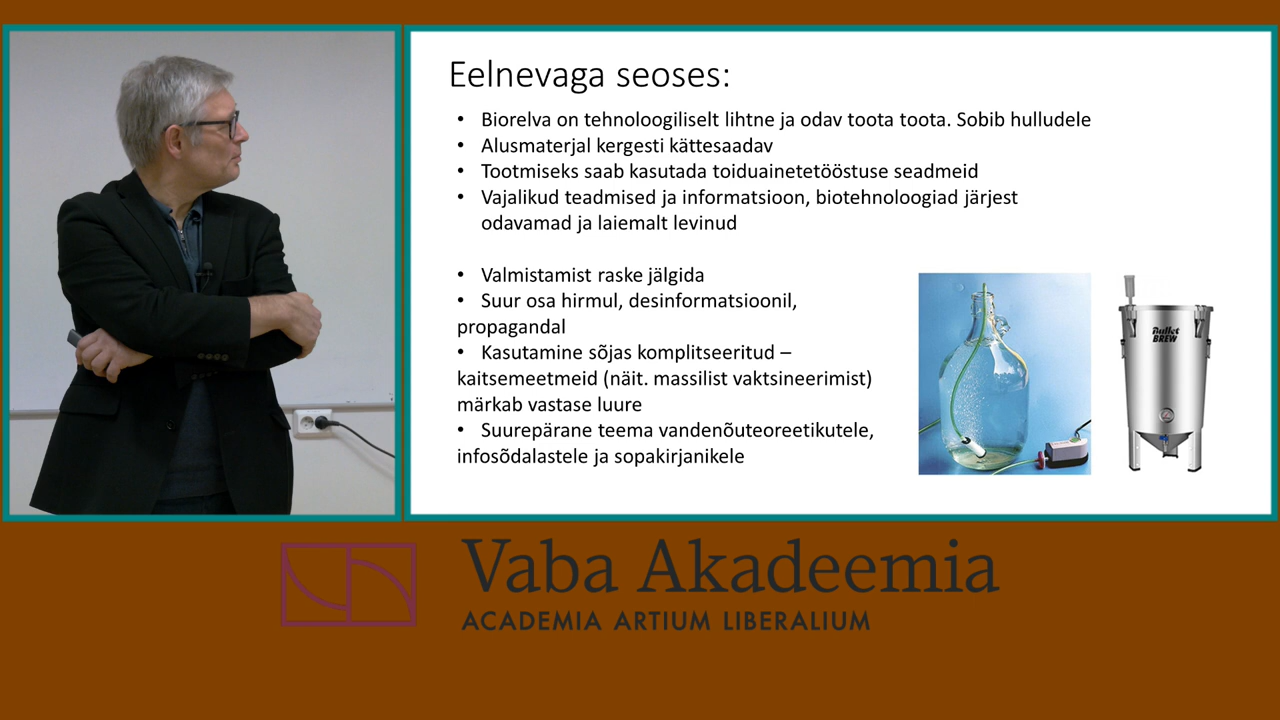 Eelnevaga seoses:
• Biorelva on tehnoloogiliselt lihtne ja odav toota toota. Sobib hulludele
• Alusmaterjal kergesti kättesaadav
• Tootmiseks saab kasutada toiduainetetööstuse seadmeid
• Vajalikud teadmised ja informatsioon, biotehnoloogiad järjest
odavamad ja laiemalt levinud
• Valmistamist raske jälgida
• Suur osa hirmul, desinformatsioonil,
propagandal
• Kasutamine sõjas komplitseeritud –
kaitsemeetmeid (näit. massilist vaktsineerimist)
märkab vastase luure
• Suurepärane teema vandenõuteoreetikutele,
infosõdalastele ja sopakirjanikele
Bullet
BREW
Vaba Akadeemia
ACADEMIA ARTIUM LIBERALIUM